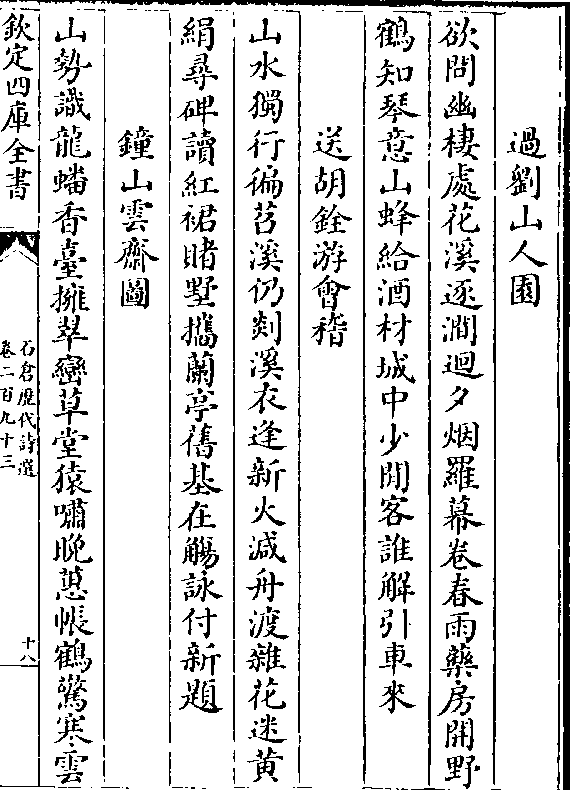 過劉山人園
欲問幽棲處花溪逐澗迴夕烟羅幕卷春雨藥房開野
鶴知琴意山蜂給酒材城中少閒客誰解引車來
送胡銓游會稽
山水獨行徧苕溪仍剡溪衣逢新火減舟渡雜花迷黄
絹尋碑讀紅裙賭墅攜蘭亭舊基在觴詠付新題
鐘山雲齋圖
山勢識龍蟠香臺擁翠巒草堂猿嘯晚蕙帳鶴驚寒雲
欽定四庫全書
石倉歷代詩選
卷二百九十三
十八